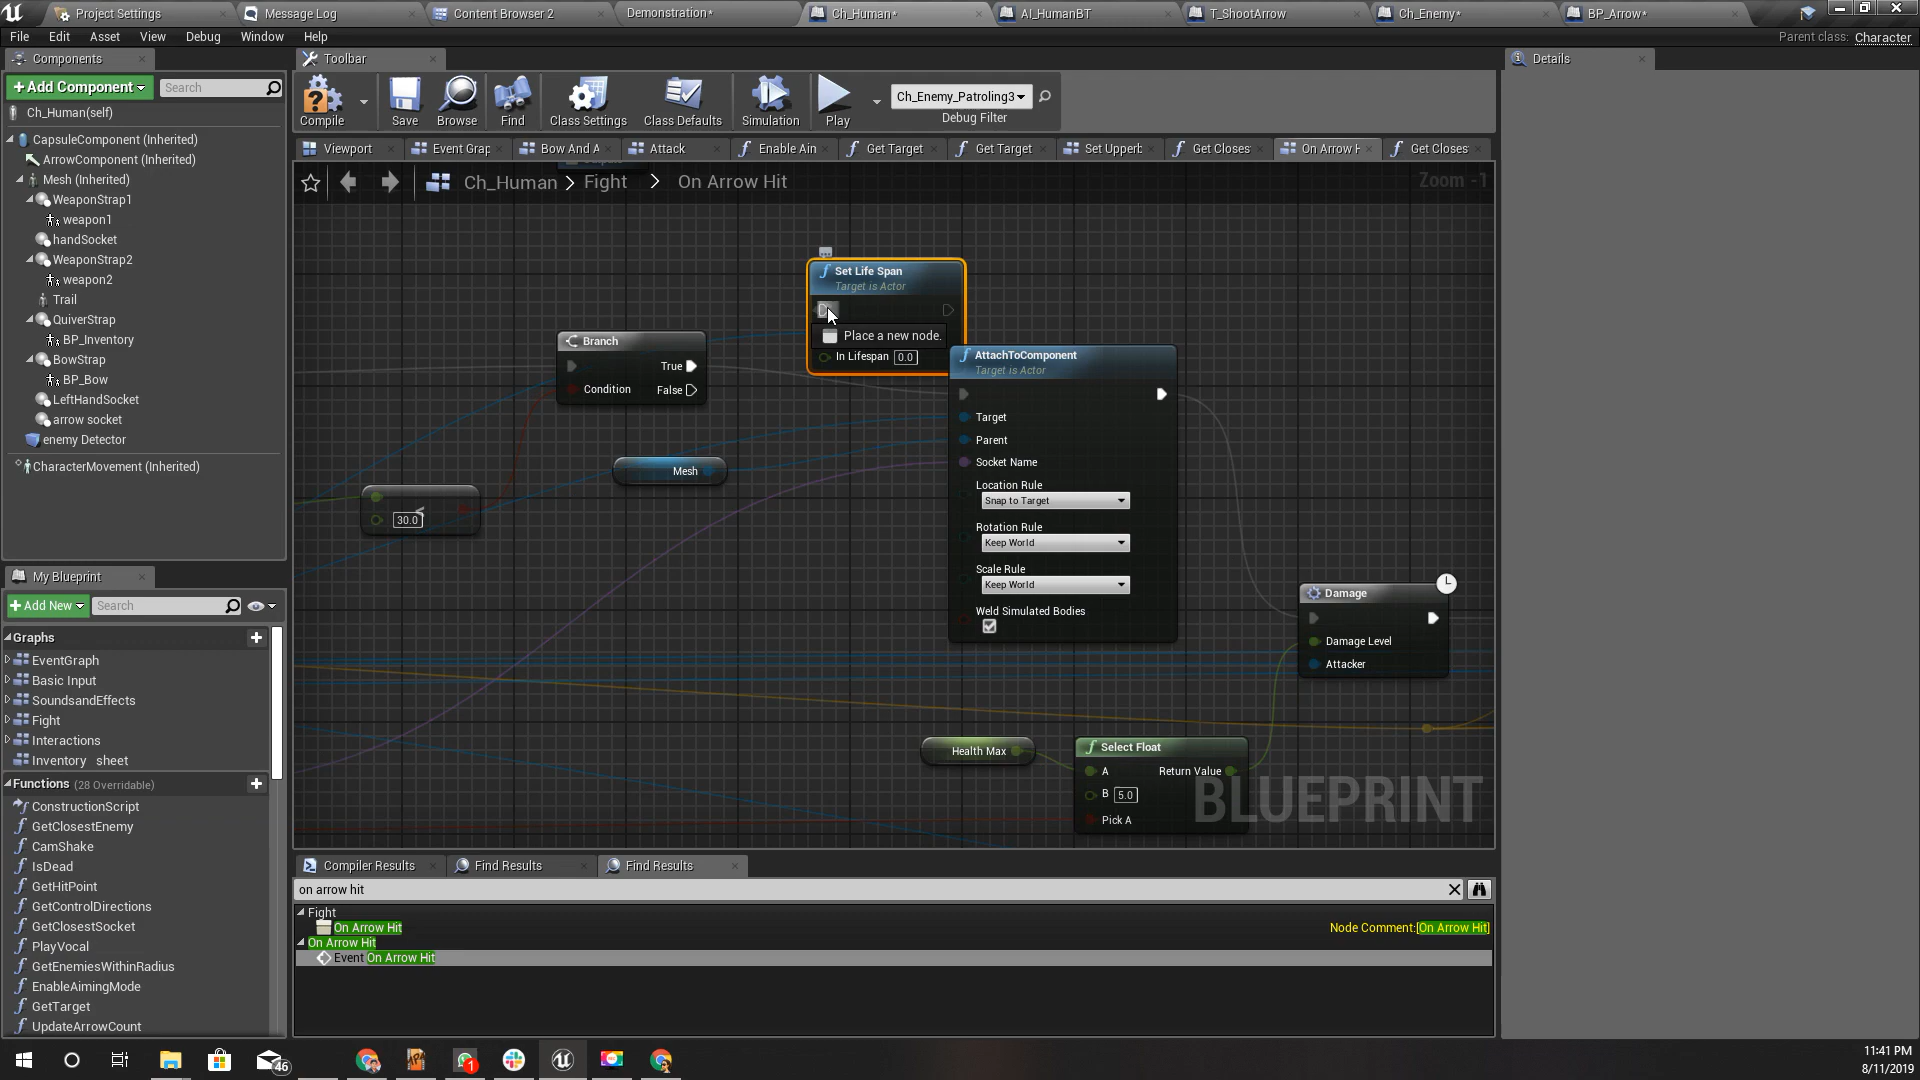 Project Settings
Message Log
Content Browser 2
Demonstration*
Ch_Human*
AI_HumanBT
T_ShootArrow
Ch_Enemy*
BP_Arrow*
File Edit Asset View Debug Window Help
Parent class: Character
Components
Toolbar
Details
+Add Component
Search
Compile
Save
Browse
Find
Class Settings
Class Defaults
Simulation
Play
Ch_Enemy_Patroling3
Debug Filter
Ch_Human(self)
CapsuleComponent (Inherited)
ArrowComponent (Inherited)
Mesh (Inherited)
WeaponStrap1
weapon1
handSocket
WeaponStrap2
weapon2
Trail
QuiverStrap
BP_Inventory
BowStrap
BP_Bow
LeftHandSocket
arrow socket
enemy Detector
CharacterMovement (Inherited)
Viewport
Event Grap
Bow And A
Attack
Enable Ain
Get Target
Get Target
Set Upperb
Get Closes
On Arrow H
Get Closes
Ch_Human > Fight > On Arrow Hit
Zoom -1
Set Life Span
Target is Actor
Place a new node.
In Lifespan 0.0
Branch
True
Condition
False
Mesh
30.0
<
AttachToComponent
Target is Actor
Target
Parent
Socket Name
Location Rule
Snap to Target
Rotation Rule
Keep World
Scale Rule
Keep World
Weld Simulated Bodies
Damage
Damage Level
Attacker
Health Max
Select Float
A
Return Value
B 5.0
Pick A
BLUEPRINT
My Blueprint
+Add New
Search
Graphs
EventGraph
Basic Input
SoundsandEffects
Fight
Interactions
Inventory sheet
Functions (28 Overridable)
ConstructionScript
GetClosestEnemy
CamShake
IsDead
GetHitPoint
GetControlDirections
GetClosestSocket
PlayVocal
GetEnemiesWithinRadius
EnableAimingMode
GetTarget
UpdateArrowCount
Compiler Results
Find Results
Find Results
on arrow hit
Fight
On Arrow Hit
Node Comment:[On Arrow Hit]
On Arrow Hit
Event On Arrow Hit
46
1
11:41 PM
8/11/2019